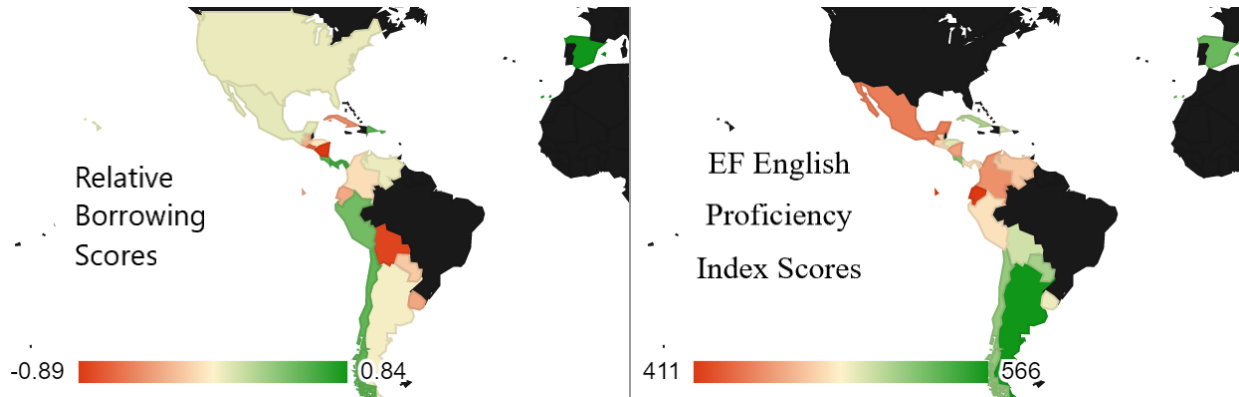 Relative
Borrowing
Scores
-0.89
0.84
EF English
Proficiency
Index Scores
411
566